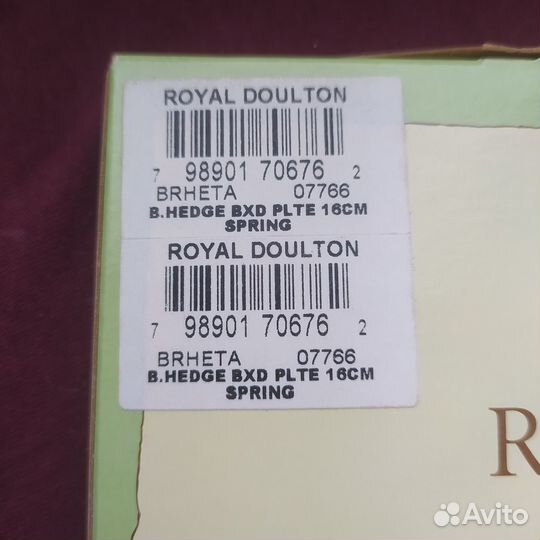 ROYAL DOULTON
7 98901 70676 2
BRHETA 07766
B.HEDGE BXD PLTE 16CM
SPRING
ROYAL DOULTON
7 98901 70676 2
BRHETA 07766
B.HEDGE BXD PLTE 16CM
SPRING
R
Avito